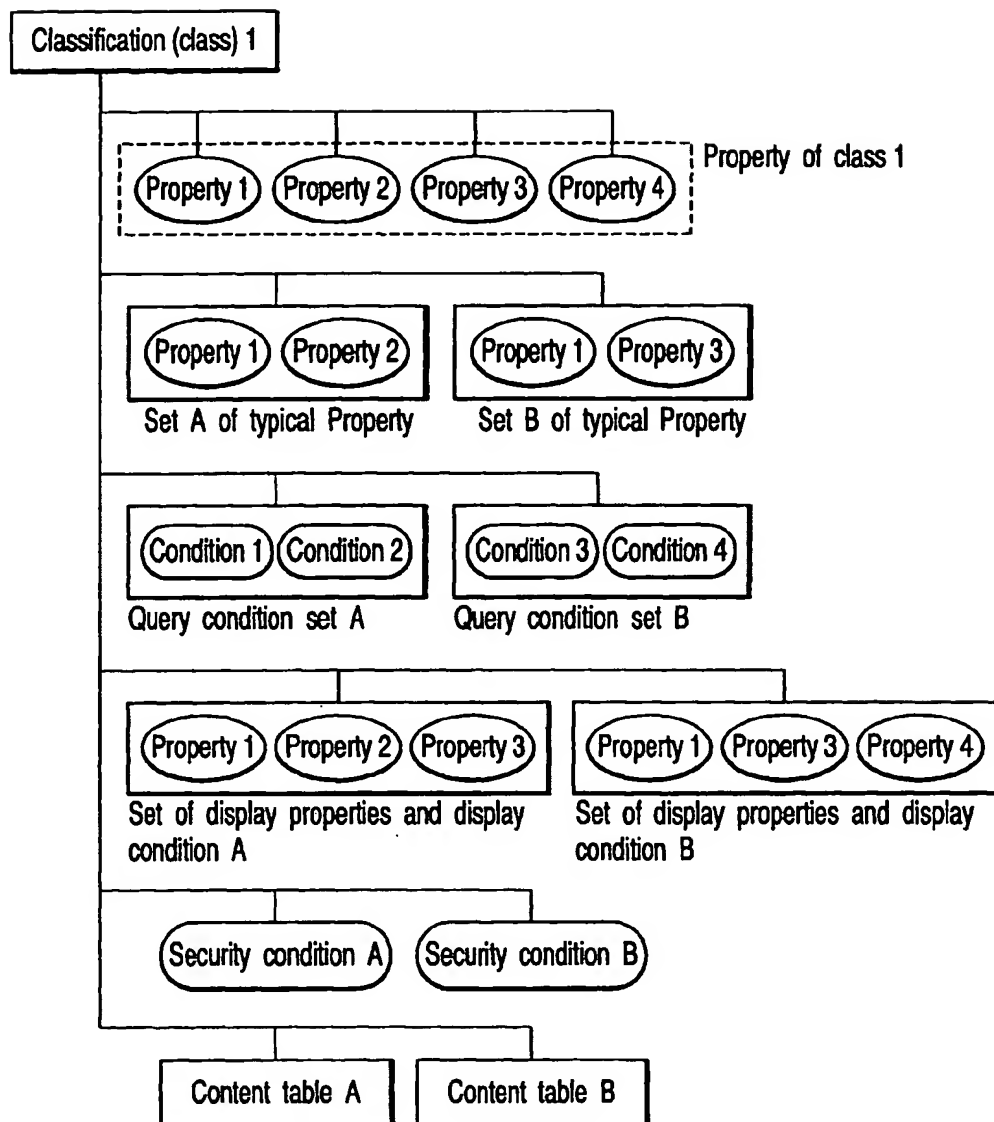 Classification (class) 1
Property of class 1
Property 1 Property 2 Property 3 Property 4
Property 1 Property 2 Property 1 Property 3
Set A of typical Property Set B of typical Property
Condition 1 Condition 2 Condition 3 Condition 4
Query condition set A Query condition set B
Property 1 Property 2 Property 3 Property 1 Property 3 Property 4
Set of display properties and display
condition A
Set of display properties and display
condition B
Security condition A Security condition B
Content table A Content table B